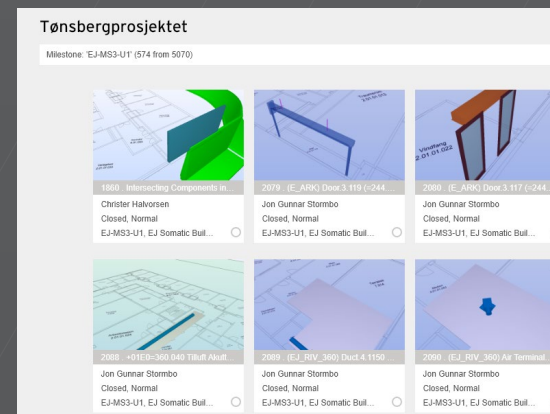 Tønsbergprosjektet
Milestone: 'EJ-MS3-U1' (574 from 5070)
1860 Intersecting Components in...
Christer Halvorsen
Closed, Normal
EJ-MS3-U1, EJ Somatic Buil...
2079 (E_ARK) Door.3.119 (=244...
Jon Gunnar Stormbo
Closed, Normal
EJ-MS3-U1, EJ Somatic Buil...
Vindfang
2.01.01.022
2080 (E_ARK) Door.3.117 (=244...
Jon Gunnar Stormbo
Closed, Normal
EJ-MS3-U1, EJ Somatic Buil...
2088 +01E0=360.040 Tilluft Akutt...
Jon Gunnar Stormbo
Closed, Normal
EJ-MS3-U1, EJ Somatic Buil...
2089 (EJ_RIV_360) Duct.4.1150...
Jon Gunnar Stormbo
Closed, Normal
EJ-MS3-U1, EJ Somatic Buil...
2090 (EJ_RIV_360) Air Terminal...
Jon Gunnar Stormbo
Closed, Normal
EJ-MS3-U1, EJ Somatic Buil...